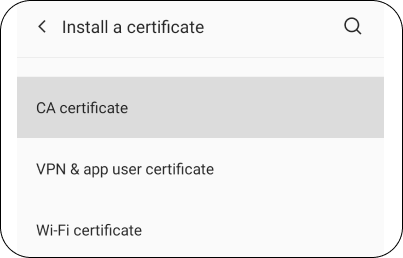 Install a certificate
CA certificate
VPN & app user certificate
Wi-Fi certificate